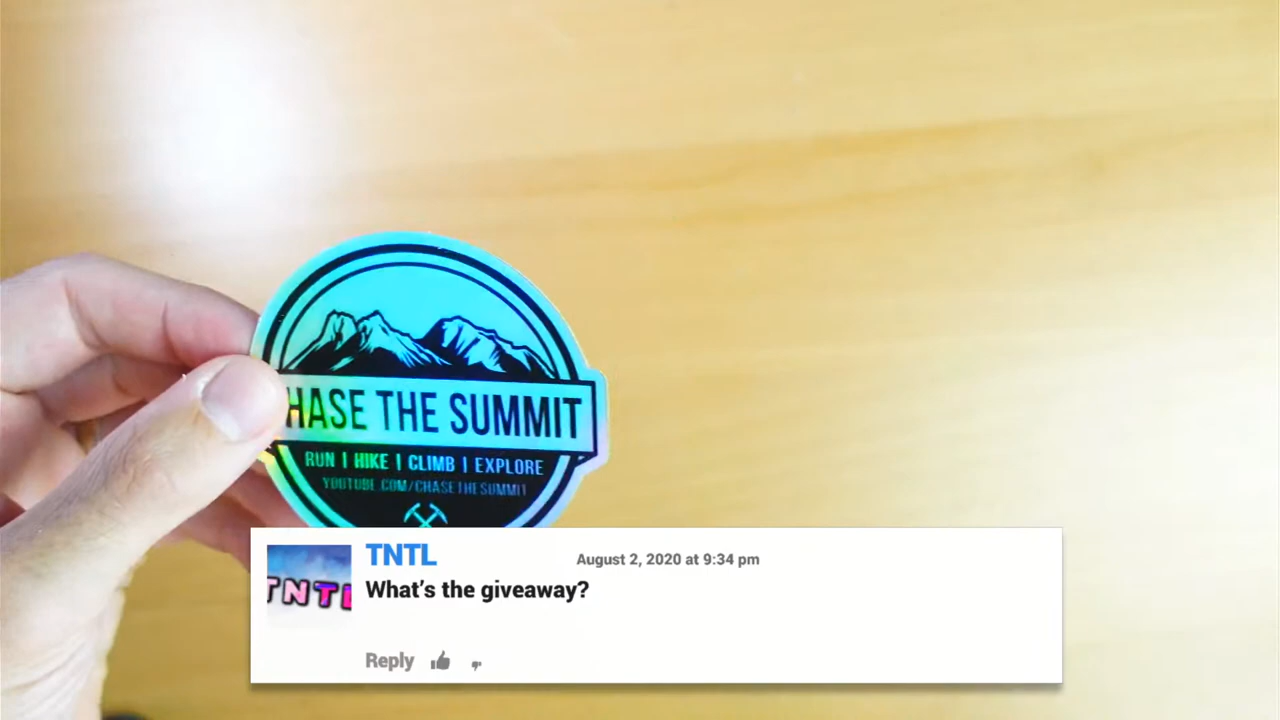 HASE THE SUMMIT
RUN | HIKE | CLIMB | EXPLORE
YOUTUBE.COM/CHASETHESUMMIT
TNTL
TNTL August 2, 2020 at 9:34 pm
What's the giveaway?
Reply